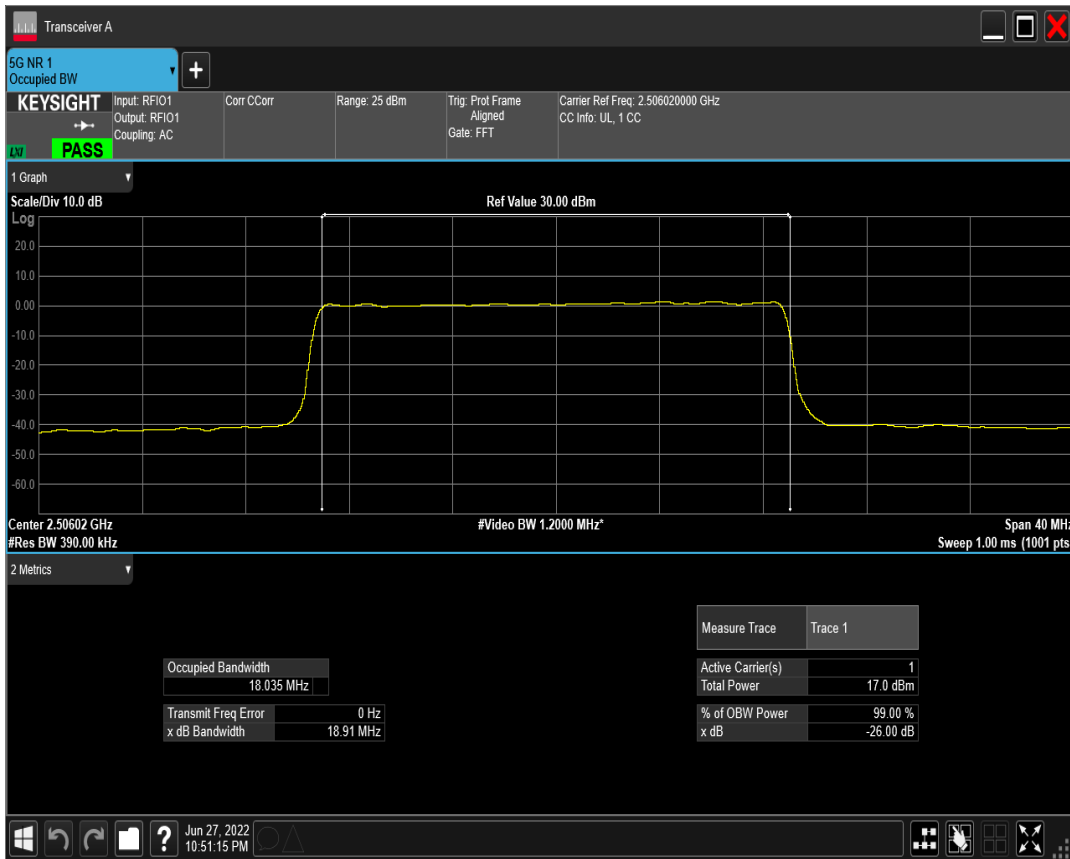 Transceiver A
5G NR 1
Occupied BW
KEYSIGHT
LXI
PASS
Input: RFIO1
Output: RFIO1
Coupling: AC
Corr CCorr
Range: 25 dBm
Trig: Prot Frame
Aligned
Gate: FFT
Carrier Ref Freq: 2.506020000 GHz
CC Info: UL, 1 CC
1 Graph
Scale/Div 10.0 dB
Ref Value 30.00 dBm
Log
20.0
10.0
0.00
-10.0
-20.0
-30.0
-40.0
-50.0
-60.0
Center 2.50602 GHz
#Video BW 1.2000 MHz*
Span 40 MHz
#Res BW 390.00 kHz
Sweep 1.00 ms (1001 pts
2 Metrics
Measure Trace Trace 1
Occupied Bandwidth
18.035 MHz
Active Carrier(s) 1
Total Power 17.0 dBm
Transmit Freq Error 0 Hz
x dB Bandwidth 18.91 MHz
% of OBW Power 99.00 %
x dB -26.00 dB
?
Jun 27, 2022
10:51:15 PM